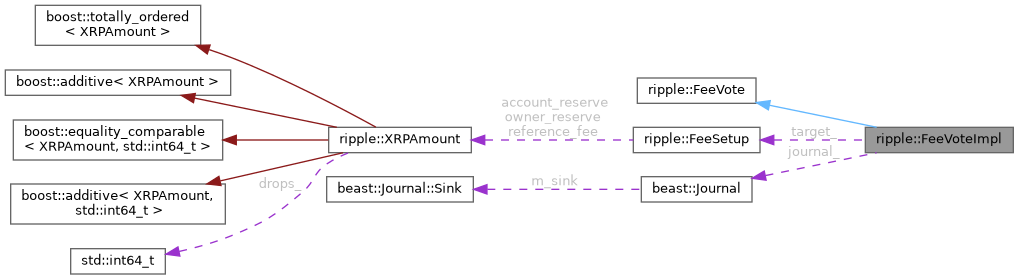 boost::totally_ordered
< XRPAmount >
boost::additive< XRPAmount >
boost::equality_comparable
< XRPAmount, std::int64_t >
boost::additive< XRPAmount,
std::int64_t >
std::int64_t
drops_
ripple::XRPAmount
beast::Journal::Sink
account_reserve
owner_reserve
reference_fee
m_sink
ripple::FeeVote
ripple::FeeSetup
beast::Journal
target_
journal_
ripple::FeeVoteImpl